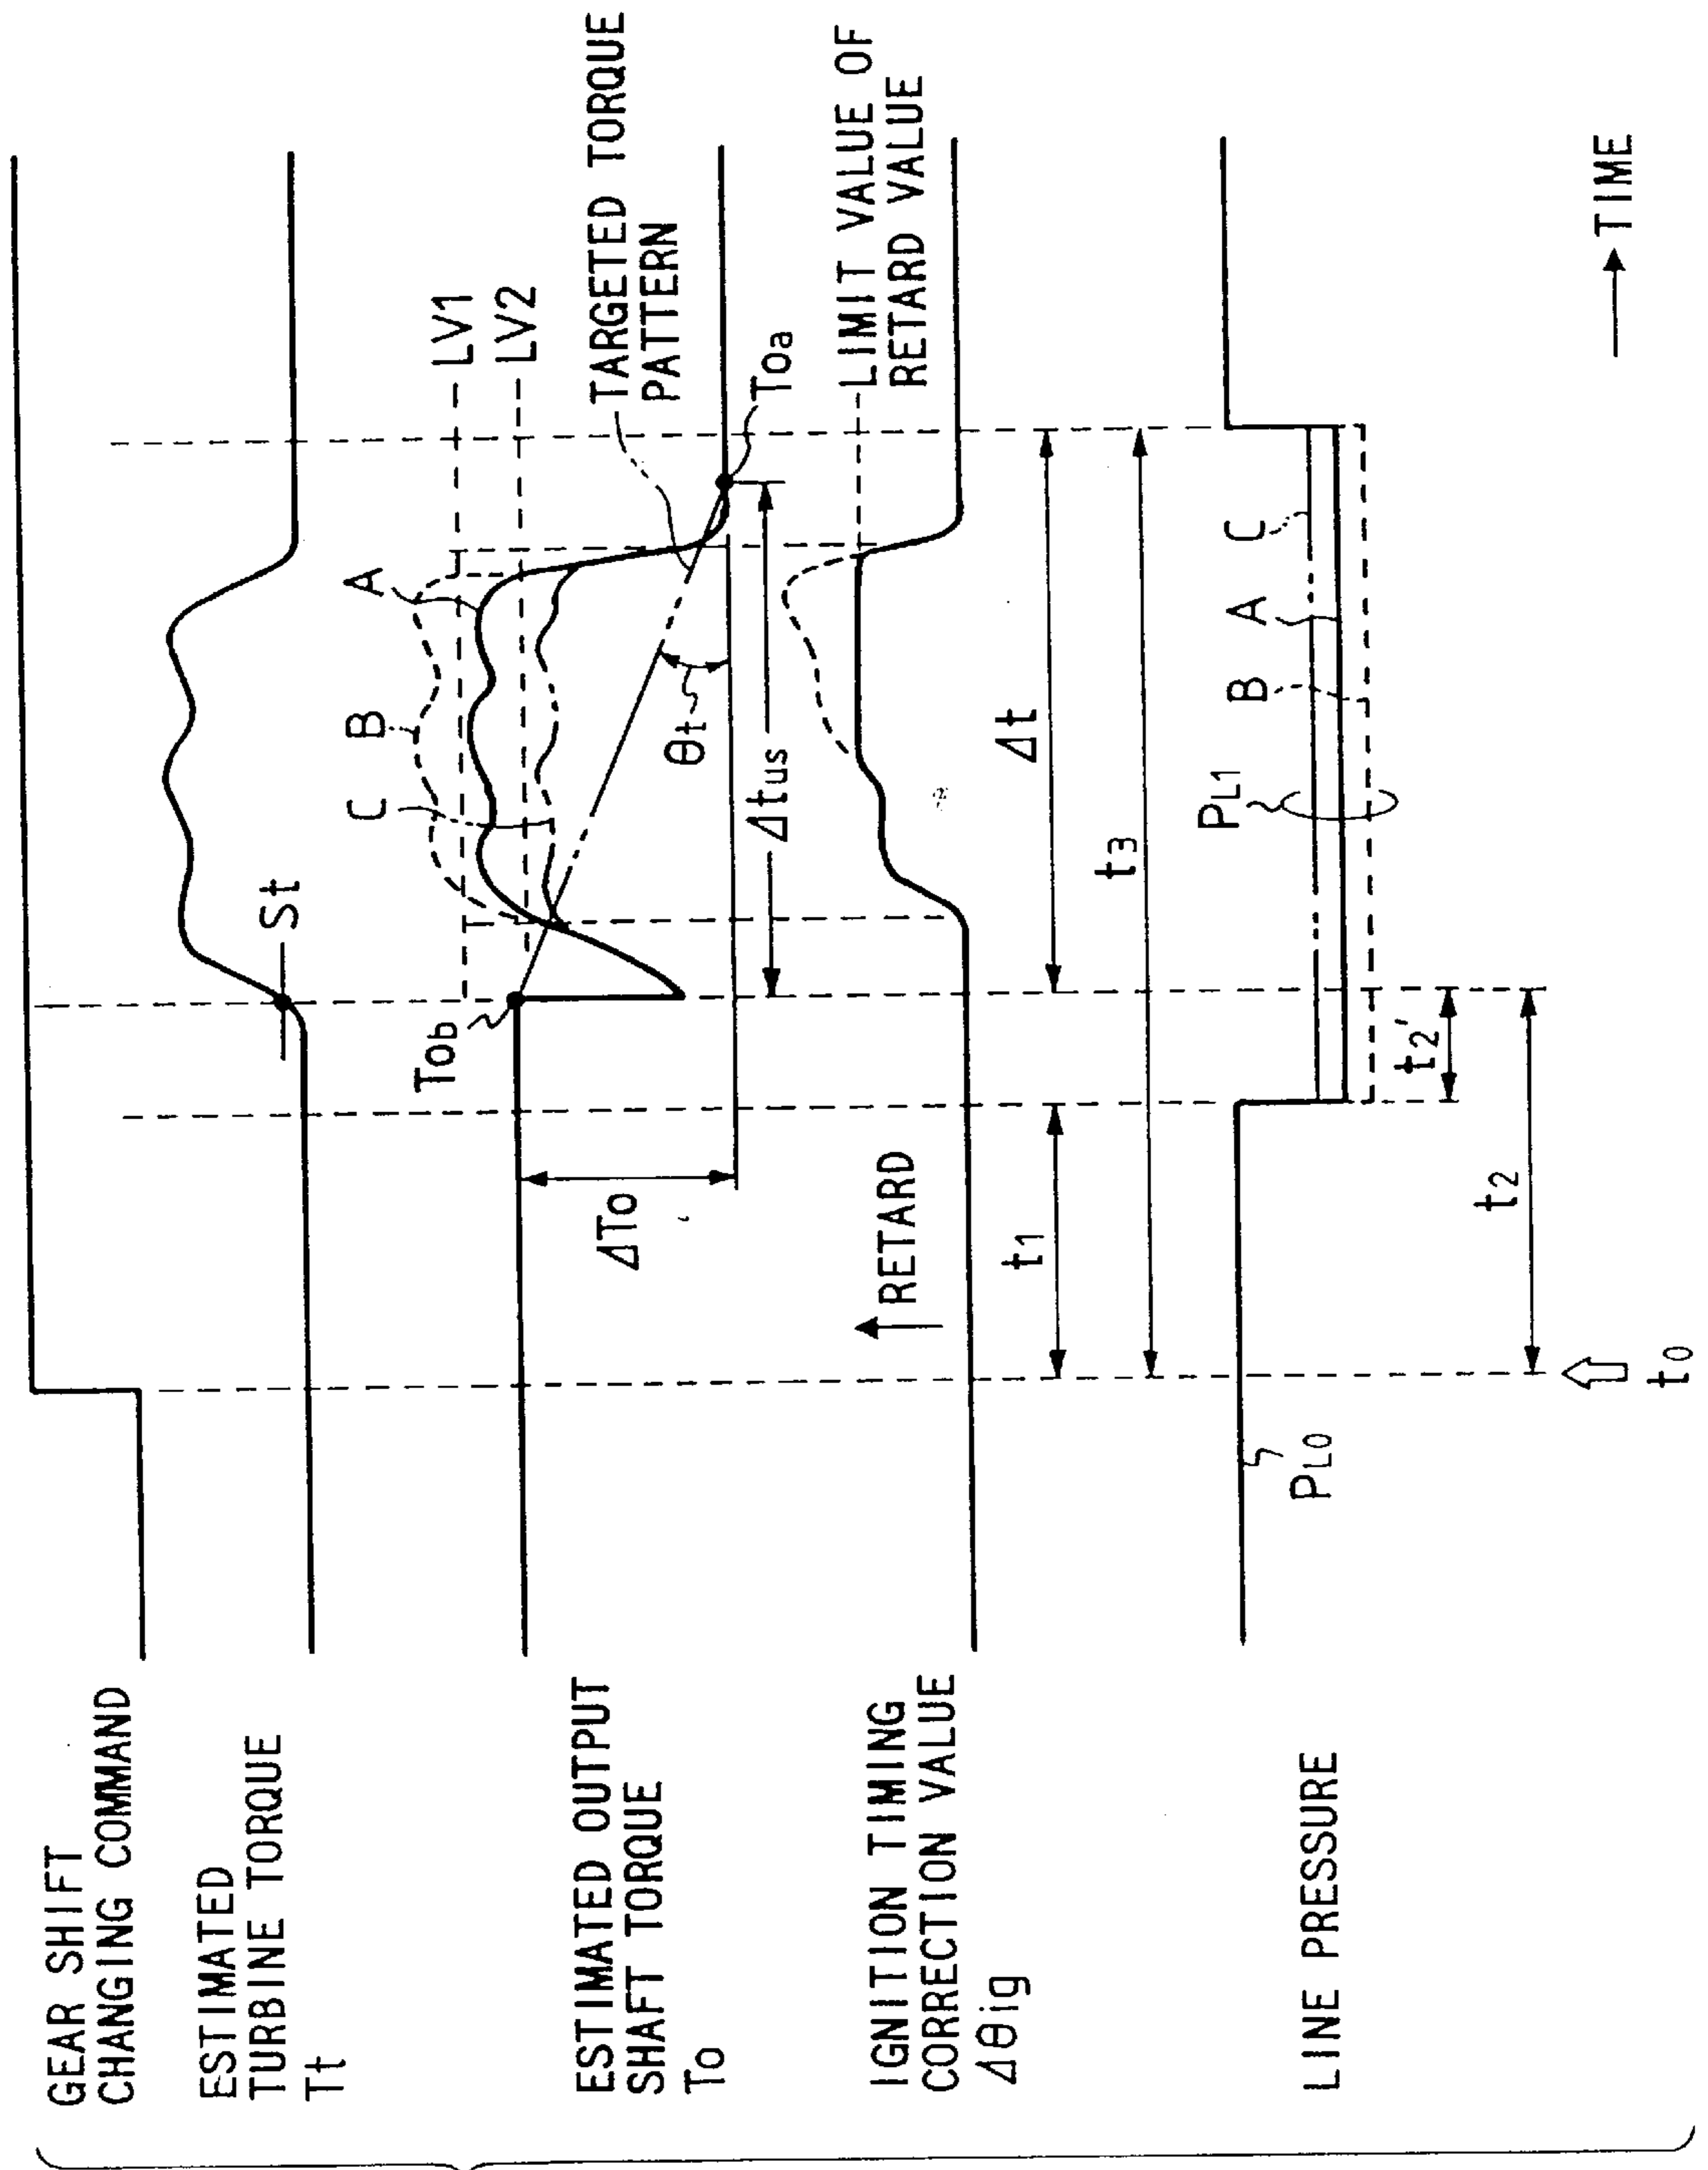 GEAR SHIFT
CHANGING COMMAND
ESTIMATED
TURBINE TORQUE
Tt
St
ESTIMATED OUTPUT
SHAFT TORQUE
To
Tob
ΔTo
A
B
C
LV1
LV2
TARGETED TORQUE
PATTERN
Toa
θt
Δtus
IGNITION TIMING
CORRECTION VALUE
Δθig
RETARD
LIMIT VALUE OF
RETARD VALUE
t1
Δt
t3
LINE PRESSURE
PL0
PL1
B
A
C
t2'
t2
t0
TIME